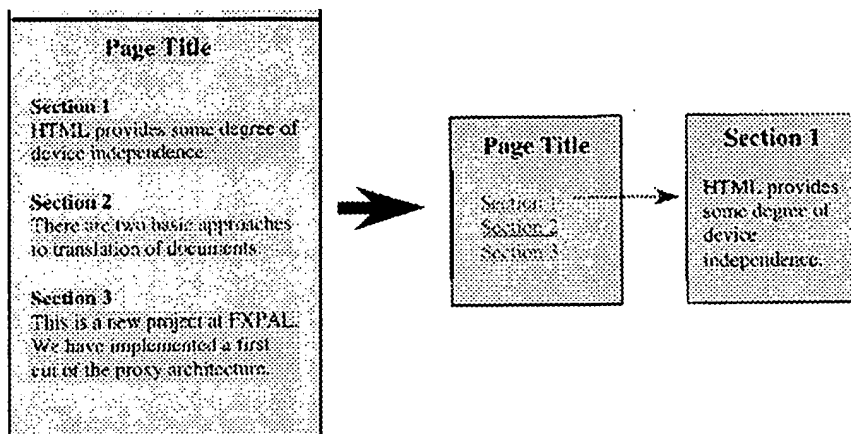 Page Title
Section 1
HTML provides some degree of
device independence.
Section 2
There are two basic approaches
to translation of documents
Section 3
This is a new project at FXPAL.
We have implemented a first
cut of the proxy architecture.
Page Title
Section 1
Section 2
Section 3
Section 1
HTML provides
some degree of
device
independence.